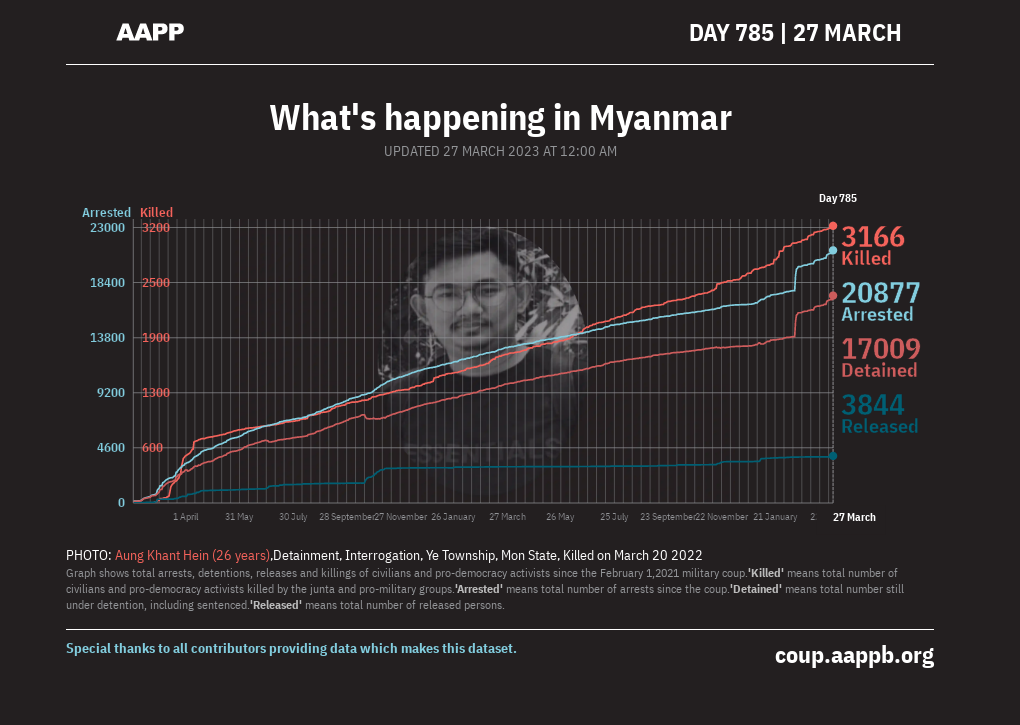 AAPP
DAY 785 | 27 MARCH
What's happening in Myanmar
UPDATED 27 MARCH 2023 AT 12:00 AM
Day 785
Arrested Killed
23000 3200
18400 2500
13800 1900
9200 1300
4600 600
0
3166
Killed
20877
Arrested
17009
Detained
3844
Released
1 April 31 May 30 July 28 September 27 November 26 January 27 March 26 May 25 July 23 September 22 November 21 January 27 March
PHOTO: Aung Khant Hein (26 years),Detainment, Interrogation, Ye Township, Mon State, Killed on March 20 2022
Graph shows total arrests, detentions, releases and killings of civilians and pro-democracy activists since the February 1,2021 military coup.'Killed' means total number of
civilians and pro-democracy activists killed by the junta and pro-military groups.'Arrested' means total number of arrests since the coup.'Detained' means total number still
under detention, including sentenced.'Released' means total number of released persons.
Special thanks to all contributors providing data which makes this dataset.
coup.aappb.org